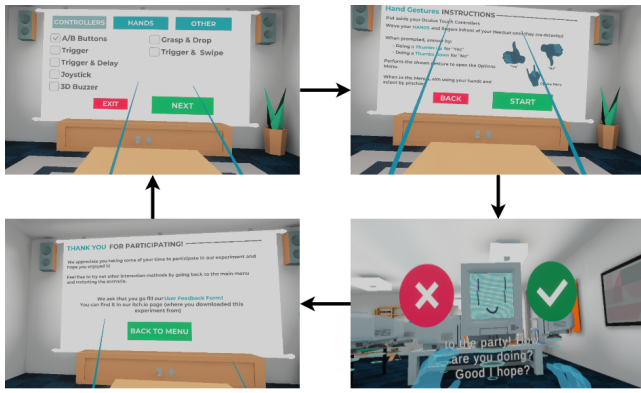 CONTROLLERS HANDS OTHER
A/B Buttons
Trigger
Trigger & Delay
Joystick
3D Buzzer
Grasp & Drop
Trigger & Swipe
EXIT NEXT
Hand Gestures INSTRUCTIONS
Put aside your Oculus Touch Controllers
Wave your HANDS and fingers infront of your Headset until they are detected
When prompted, answer by:
- Doing a Thumbs Up for "Yes"
- Doing a Thumbs Down for "No"
Perform the shown gesture to open the Options
Menu
When in the Menus, aim using your hands and
select by pinching
BACK START
THANK YOU FOR PARTICIPATING!
We appreciate you taking some of your time to participate in our experiment and
hope you enjoyed it
Feel free to try out other interaction methods by going back to the main menu
and restarting the scenario.
We ask that you go fill our User Feedback Form!
You can find it in our itch.io page (where you downloaded this
experiment from)
BACK TO MENU
to the party! How
are you doing?
Good I hope?